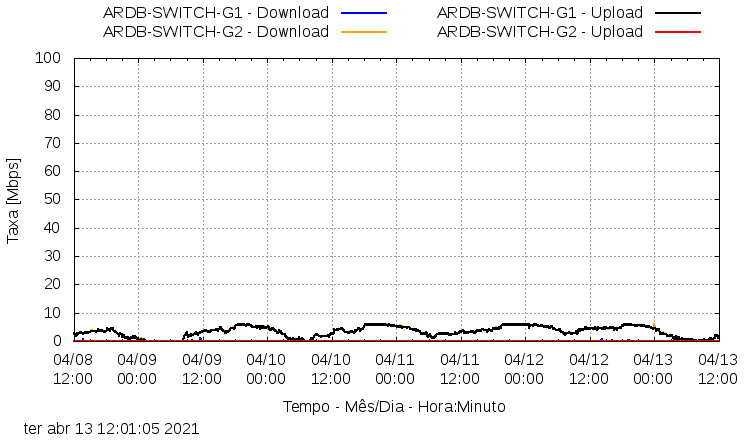 ARDB-SWITCH-G1 - Download ARDB-SWITCH-G1 - Upload
ARDB-SWITCH-G2 - Download ARDB-SWITCH-G2 - Upload
100
90
80
70
60
50
40
30
20
10
0
Taxa [Mbps]
04/08 04/09 04/09 04/10 04/10 04/11 04/11 04/12 04/12 04/13 04/13
12:00 00:00 12:00 00:00 12:00 00:00 12:00 00:00 12:00 00:00 12:00
Tempo - Mês/Dia - Hora:Minuto
ter abr 13 12:01:05 2021